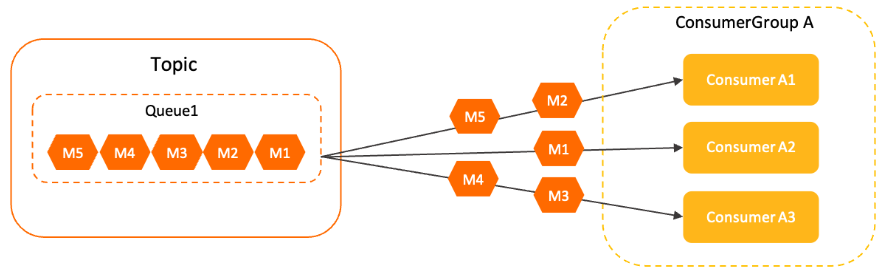 ConsumerGroup A
Topic
Queue1
M5 M4 M3 M2 M1
M5 M2
M1
M4 M3
Consumer A1
Consumer A2
Consumer A3